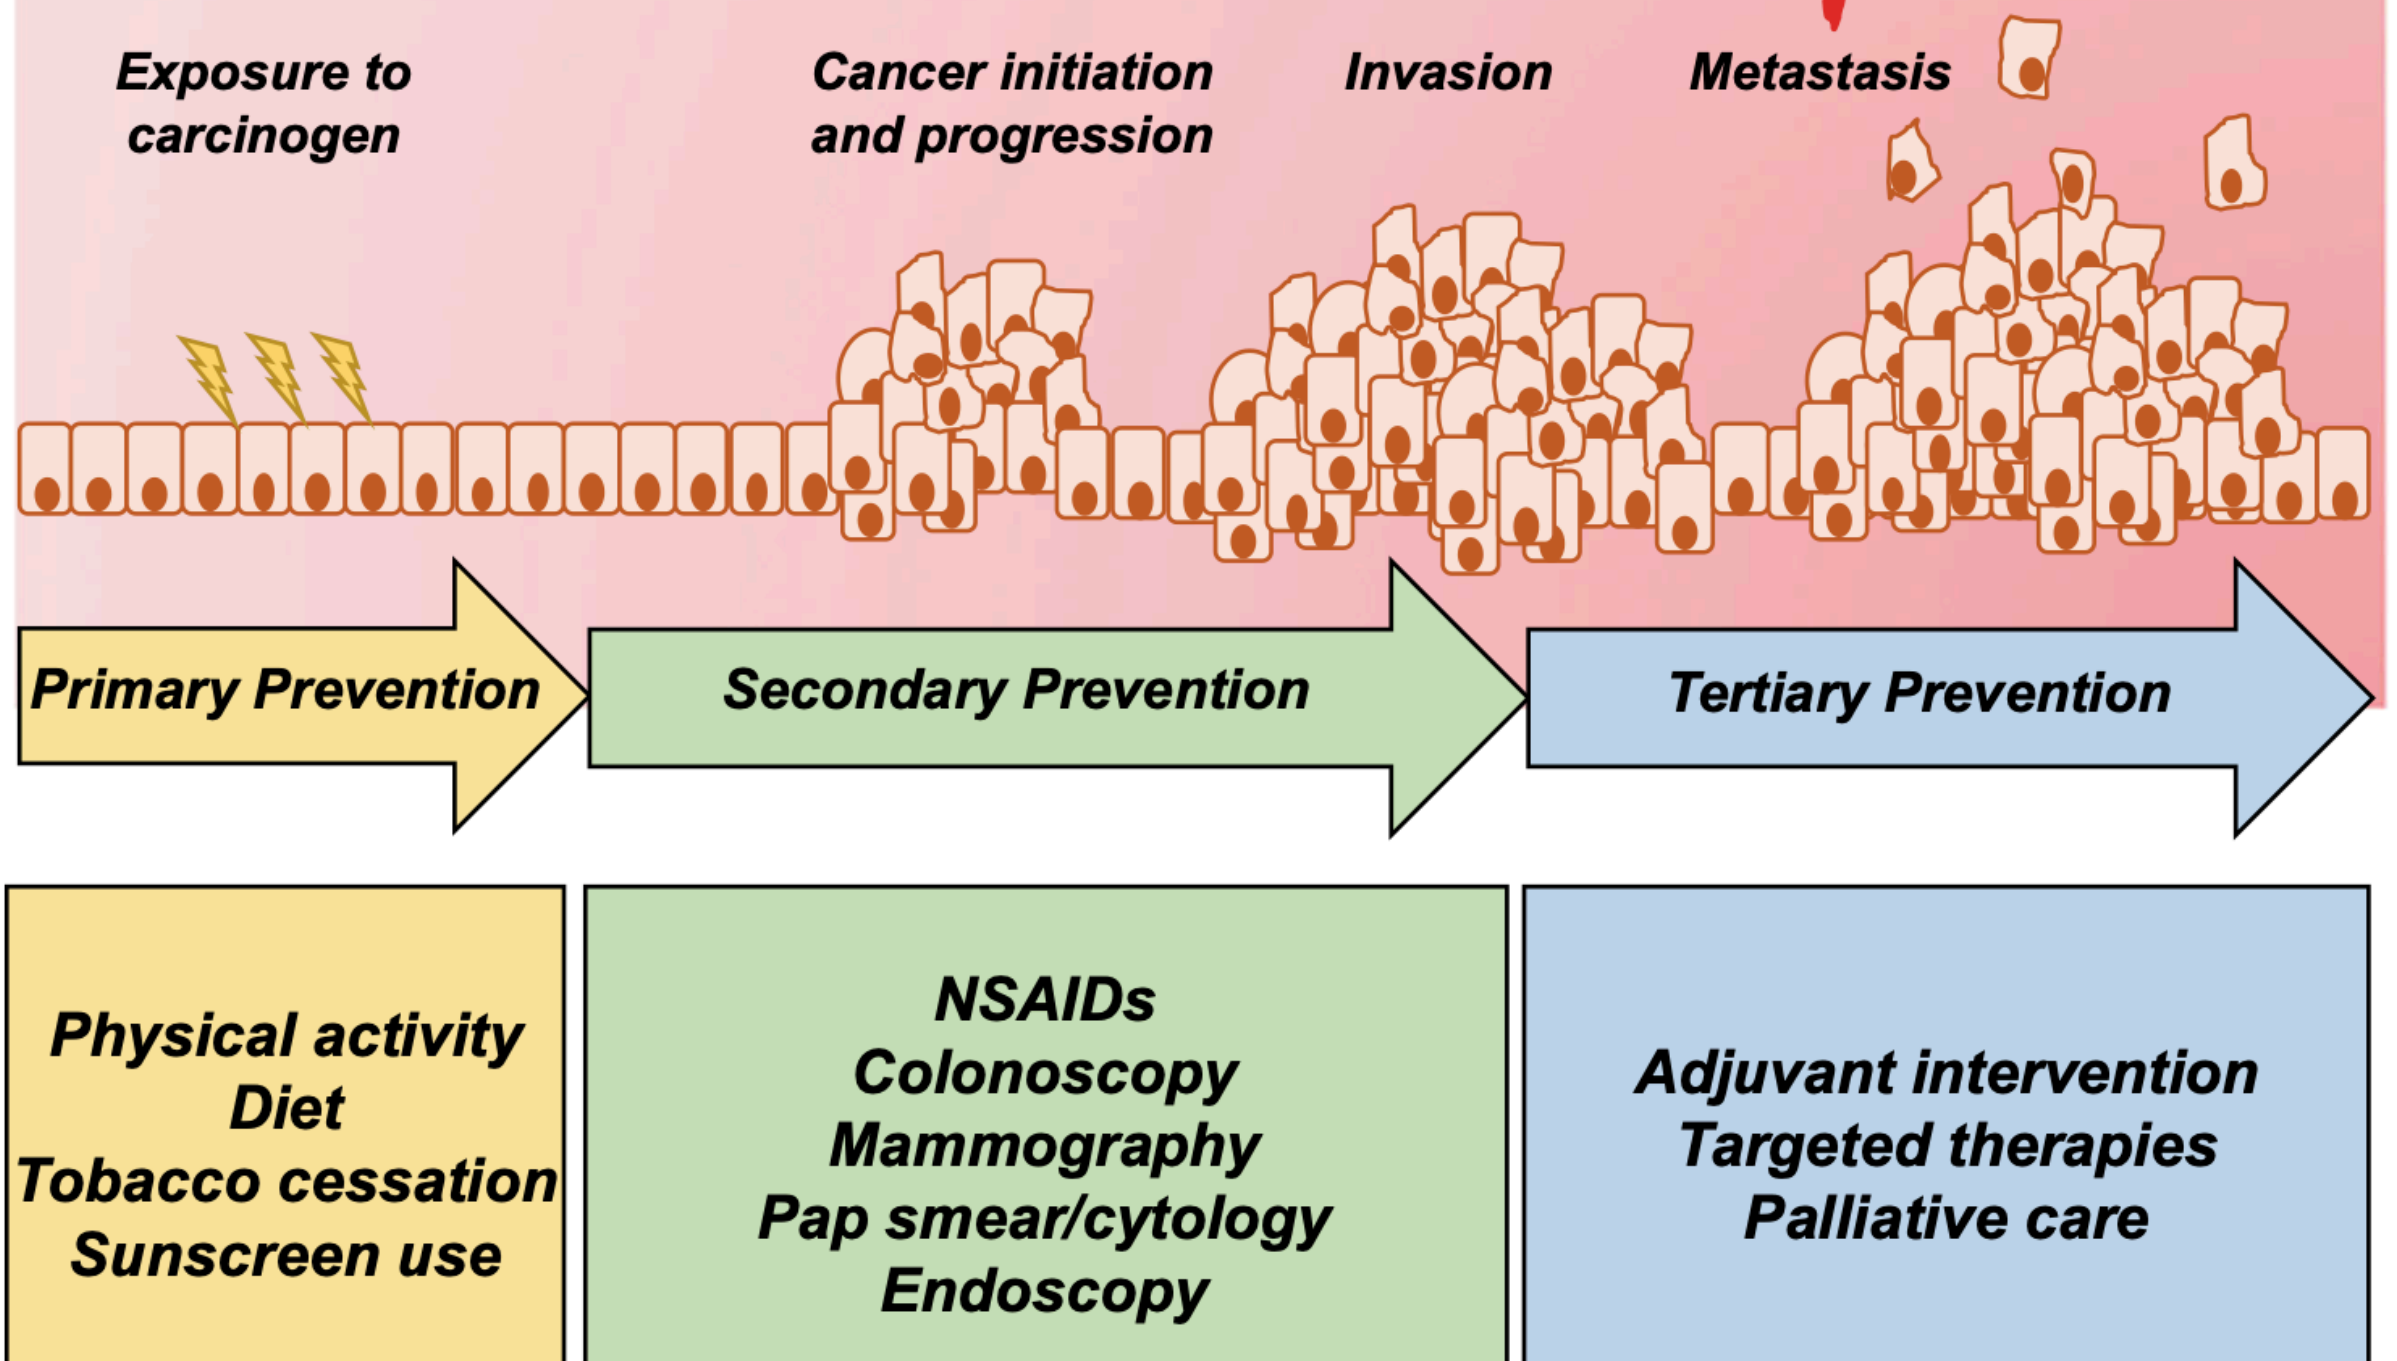 Exposure to
carcinogen
Cancer initiation
and progression
Invasion
Metastasis
Primary Prevention
Secondary Prevention
Tertiary Prevention
Physical activity
Diet
Tobacco cessation
Sunscreen use
NSAIDs
Colonoscopy
Mammography
Pap smear/cytology
Endoscopy
Adjuvant intervention
Targeted therapies
Palliative care